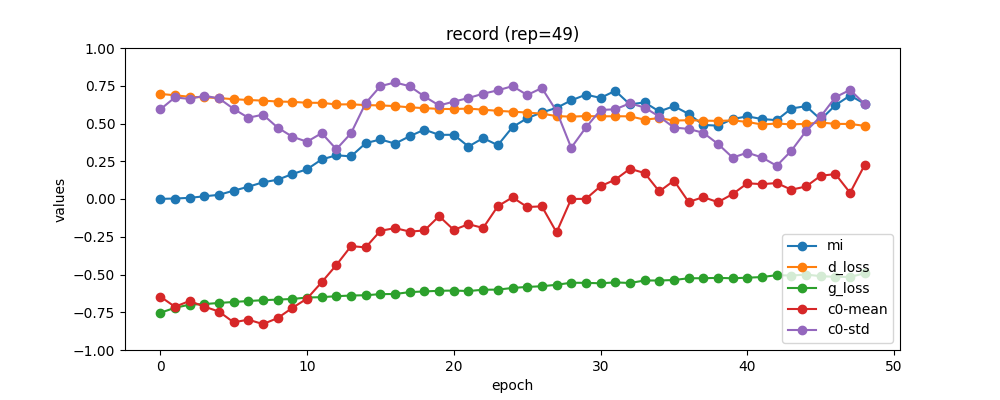 record (rep=49)
1.00
0.75
0.50
0.25
0.00
−0.25
−0.50
−0.75
−1.00
values
0
10
20
30
40
50
epoch
mi
d_loss
g_loss
c0-mean
c0-std